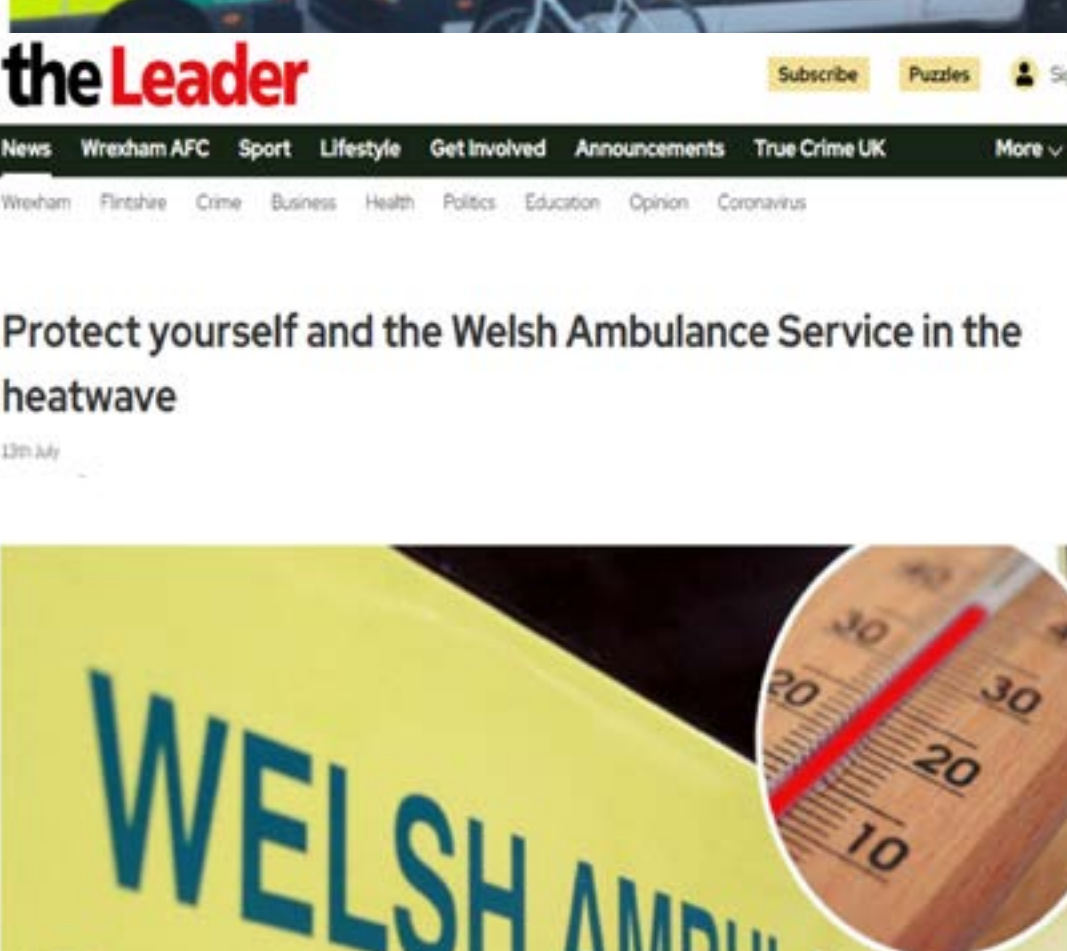 the Leader
Subscribe Puzzles
News Wrexham AFC Sport Lifestyle Get Involved Announcements True Crime UK More
Wrexham Flintshire Crime Business Health Politics Education Opinion Coronavirus
Protect yourself and the Welsh Ambulance Service in the
heatwave
13th July
40
30
20
30
20
10
WELSH